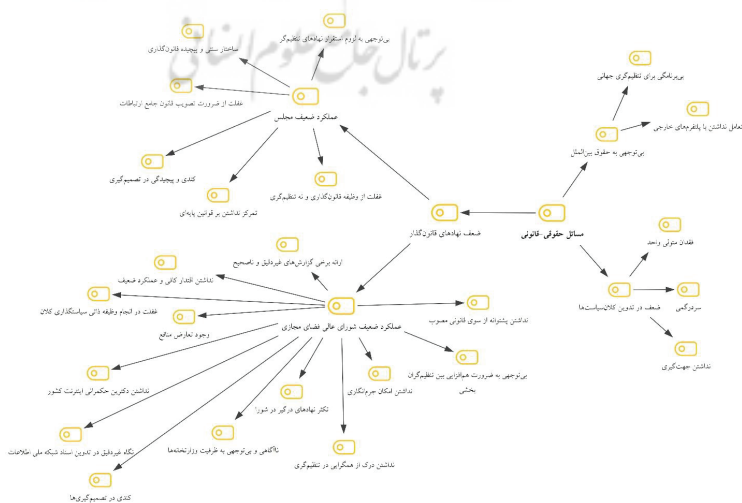 پرتال جامع علوم انسانی
بی‌توجهی به لزوم استقرار نهادهای تنظیم‌گر
ساختار سنتی و پیچیده قانون‌گذاری
غفلت از ضرورت تصویب قانون جامع ارتباطات
عملکرد ضعیف مجلس
کندی و پیچیدگی در تصمیم‌گیری
تمرکز نداشتن بر قوانین پایه‌ای
غفلت از وظیفه قانون‌گذاری و نه تنظیم‌گری
بی‌برنامگی برای تنظیم‌گری جهانی
تعامل نداشتن با پلتفرم‌های خارجی
بی‌توجهی به حقوق بین‌الملل
مسائل حقوقی-قانونی
ضعف نهادهای قانون‌گذار
فقدان متولی واحد
سردرگمی
ضعف در تدوین کلان‌سیاست‌ها
نداشتن جهت‌گیری
ارائه برخی گزارش‌های غیردقیق و ناصحیح
نداشتن اقتدار کافی و عملکرد ضعیف
غفلت در انجام وظیفه ذاتی سیاستگذاری کلان
وجود تعارض منافع
عملکرد ضعیف شورای عالی فضای مجازی
نداشتن پشتوانه از سوی قانونی مصوب
بی‌توجهی به ضرورت هم‌افزایی بین تنظیم‌گران
بخشی
نداشتن امکان جرم‌انگاری
تکثر نهادهای درگیر در شورا
نداشتن دکترین حکمرانی اینترنت کشور
ناآگاهی و بی‌توجهی به ظرفیت وزارتخانه‌ها
نداشتن درک از همگرایی در تنظیم‌گری
نگاه غیردقیق در تدوین اسناد شبکه ملی اطلاعات
کندی در تصمیم‌گیری‌ها